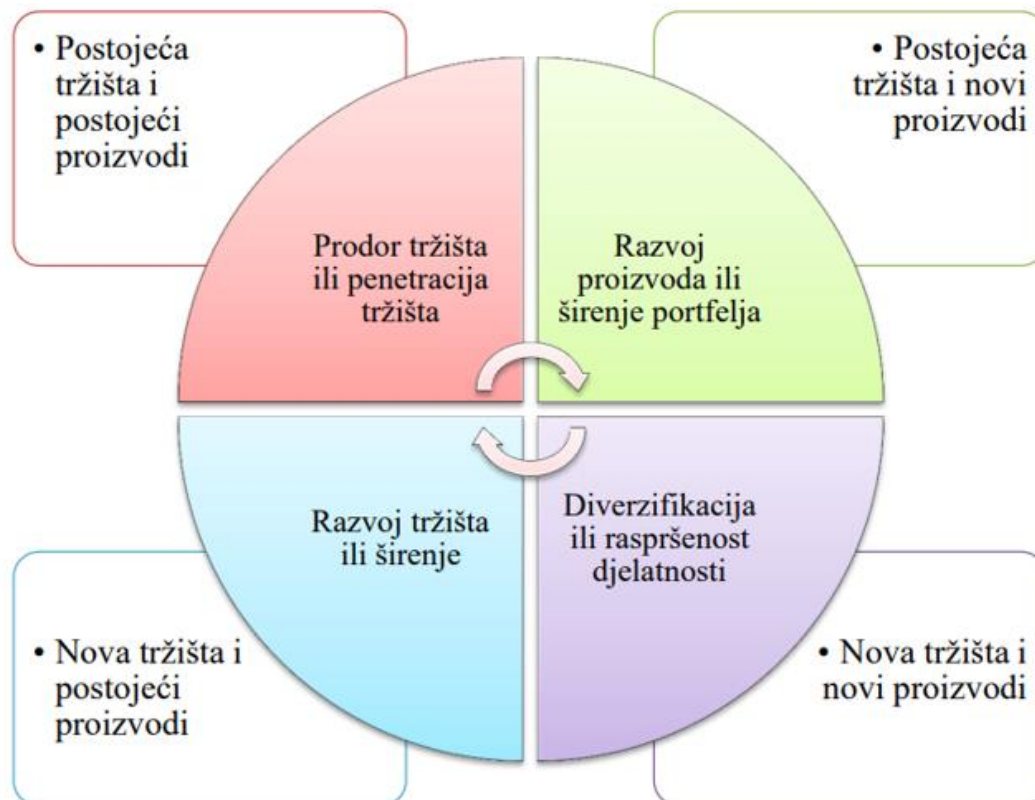 • Postojeća
tržišta i
postojeći
proizvodi
• Postojeća
tržišta i novi
proizvodi
Prodor tržišta
ili penetracija
tržišta
Razvoj
proizvoda ili
širenje portfelja
Razvoj tržišta
ili širenje
Diverzifikacija
ili raspršenost
djelatnosti
• Nova tržišta i
postojeći
proizvodi
• Nova tržišta i
novi proizvodi